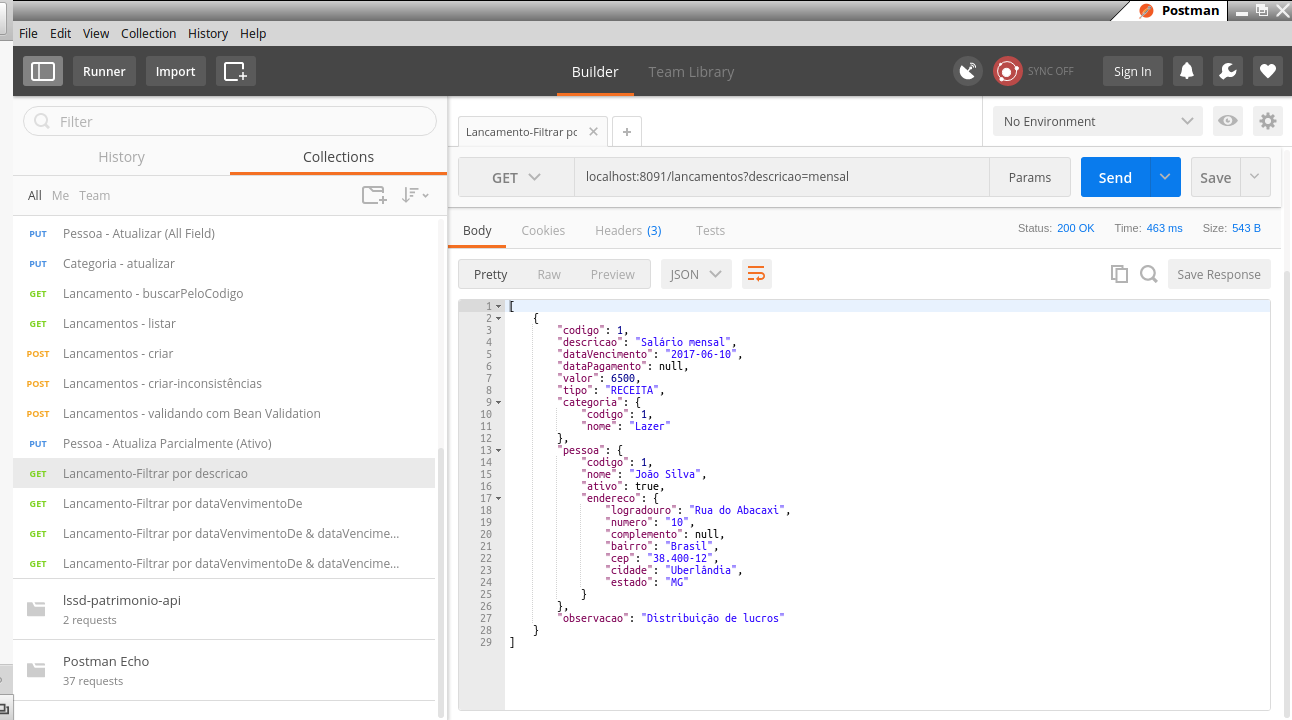 Postman
File Edit View Collection History Help
Runner Import Builder Team Library SYNC OFF Sign In
Filter
History Collections
All Me Team
PUT Pessoa - Atualizar (All Field)
PUT Categoria - atualizar
GET Lancamento - buscarPeloCodigo
GET Lancamentos - listar
POST Lancamentos - criar
POST Lancamentos - criar-inconsistências
POST Lancamentos - validando com Bean Validation
PUT Pessoa - Atualiza Parcialmente (Ativo)
GET Lancamento-Filtrar por descricao
GET Lancamento-Filtrar por dataVenvimentoDe
GET Lancamento-Filtrar por dataVenvimentoDe & dataVencime...
GET Lancamento-Filtrar por dataVenvimentoDe & dataVencime...
lssd-patrimonio-api
2 requests
Postman Echo
37 requests
Lancamento-Filtrar po
No Environment
GET localhost:8091/lancamentos?descricao=mensal Params Send Save
Body Cookies Headers (3) Tests Status: 200 OK Time: 463 ms Size: 543 B
Pretty Raw Preview JSON Save Response
1 [
2 {
3 "codigo": 1,
4 "descricao": "Salário mensal",
5 "dataVencimento": "2017-06-10",
6 "dataPagamento": null,
7 "valor": 6500,
8 "tipo": "RECEITA",
9 "categoria": {
10 "codigo": 1,
11 "nome": "Lazer"
12 },
13 "pessoa": {
14 "codigo": 1,
15 "nome": "João Silva",
16 "ativo": true,
17 "endereco": {
18 "logradouro": "Rua do Abacaxi",
19 "numero": "10",
20 "complemento": null,
21 "bairro": "Brasil",
22 "cep": "38.400-12",
23 "cidade": "Uberlândia",
24 "estado": "MG"
25 }
26 },
27 "observacao": "Distribuição de lucros"
28 }
29 ]